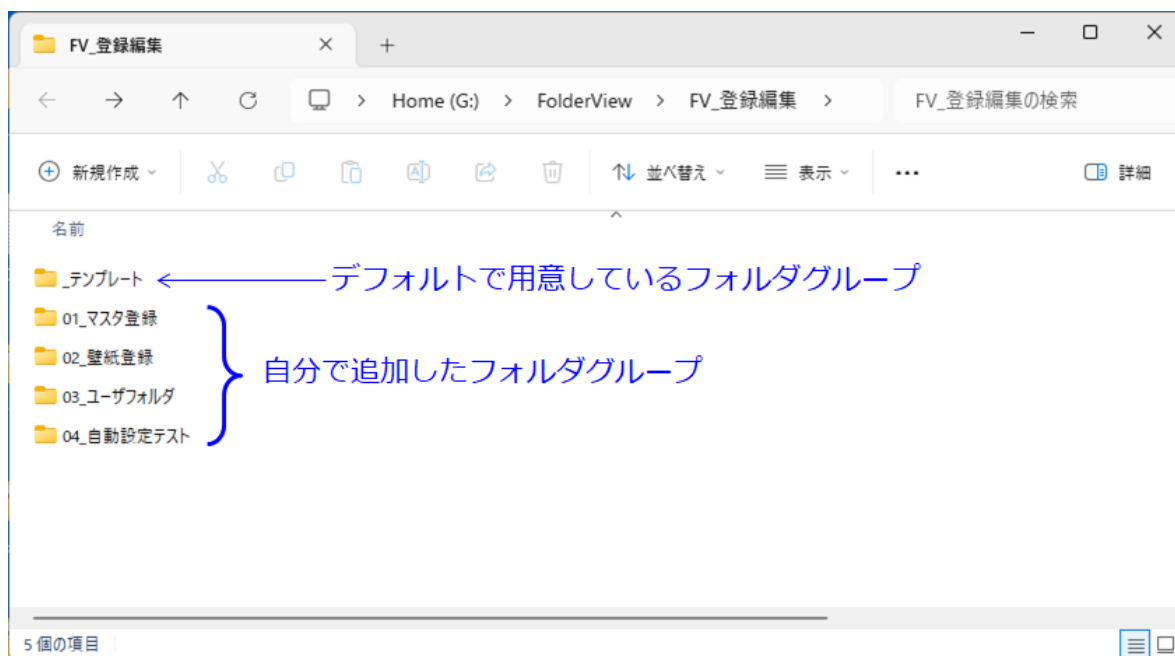 FV_登録編集
Home (G:) > FolderView > FV_登録編集 >
FV_登録編集の検索
新規作成
並べ替え
表示
詳細
名前
_テンプレート
デフォルトで用意しているフォルダグループ
01_マスタ登録
02_壁紙登録
自分で追加したフォルダグループ
03_ユーザフォルダ
04_自動設定テスト
5 個の項目